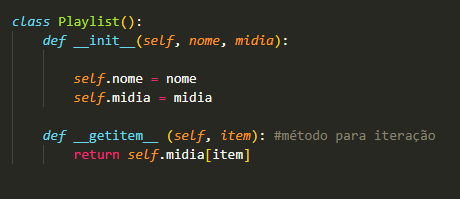 class Playlist():
def __init__(self, nome, midia):
self.nome = nome
self.midia = midia
def __getitem__ (self, item): #método para iteração
return self.midia[item]